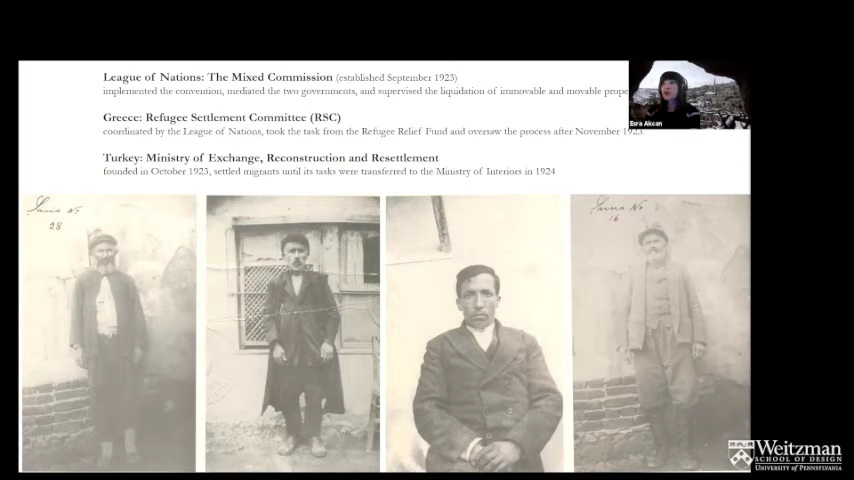 League of Nations: The Mixed Commission (established September 1923)
implemented the convention, mediated the two governments, and supervised the liquidation of immovable and movable prope
Greece: Refugee Settlement Committee (RSC)
coordinated by the League of Nations, took the task from the Refugee Relief Fund and oversaw the process after November 1923.
Turkey: Ministry of Exchange, Reconstruction and Resettlement
founded in October 1923, settled migrants until its tasks were transferred to the Ministry of Interiors in 1924
Esra Akcan
28
16
Weitzman
SCHOOL OF DESIGN
UNIVERSITY of PENNSYLVANIA